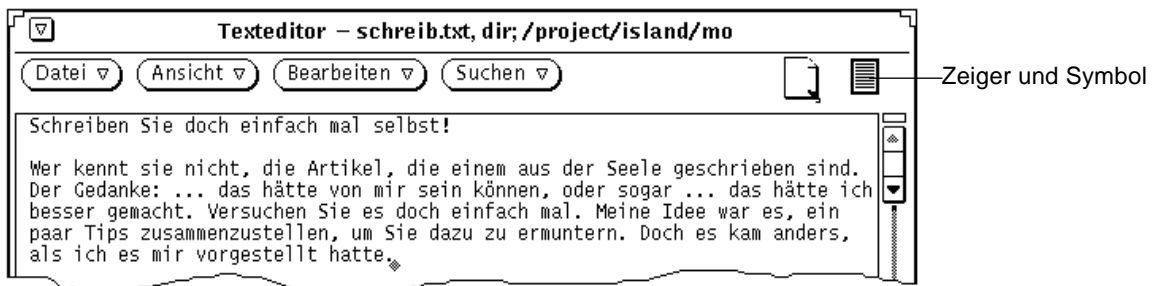 Texteditor – schreib.txt, dir; /project/island/mo
Datei Ansicht Bearbeiten Suchen
Zeiger und Symbol
Schreiben Sie doch einfach mal selbst!
Wer kennt sie nicht, die Artikel, die einem aus der Seele geschrieben sind.
Der Gedanke: ... das hätte von mir sein können, oder sogar ... das hätte ich
besser gemacht. Versuchen Sie es doch einfach mal. Meine Idee war es, ein
paar Tips zusammenzustellen, um Sie dazu zu ermuntern. Doch es kam anders,
als ich es mir vorgestellt hatte.